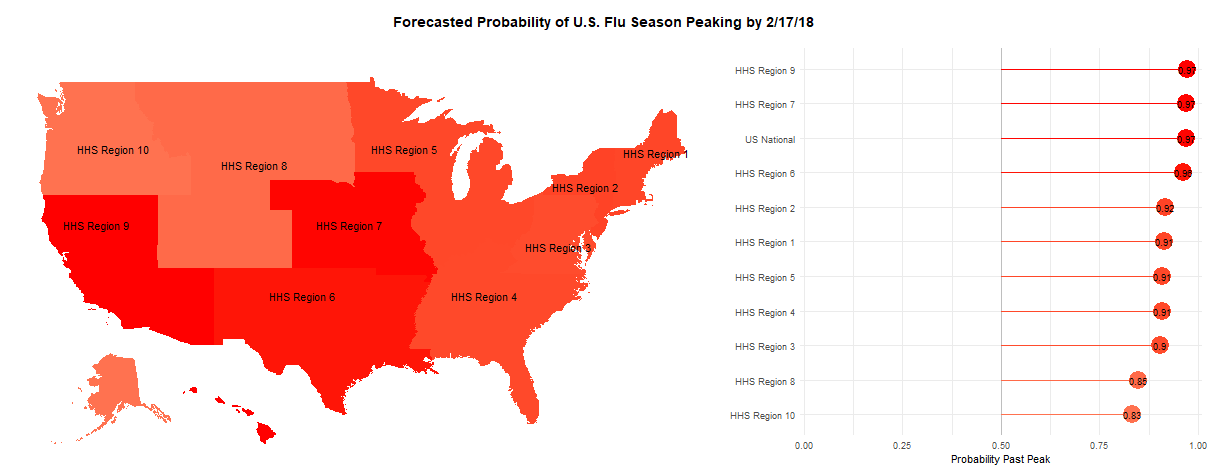 Forecasted Probability of U.S. Flu Season Peaking by 2/17/18
HHS Region 10
HHS Region 8
HHS Region 5
HHS Region 1
HHS Region 2
HHS Region 9
HHS Region 7
HHS Region 3
HHS Region 6
HHS Region 4
HHS Region 9
0.97
HHS Region 7
0.97
US National
0.97
HHS Region 6
0.96
HHS Region 2
0.92
HHS Region 1
0.91
HHS Region 5
0.91
HHS Region 4
0.91
HHS Region 3
0.9
HHS Region 8
0.85
HHS Region 10
0.83
0.00
0.25
0.50
0.75
1.00
Probability Past Peak